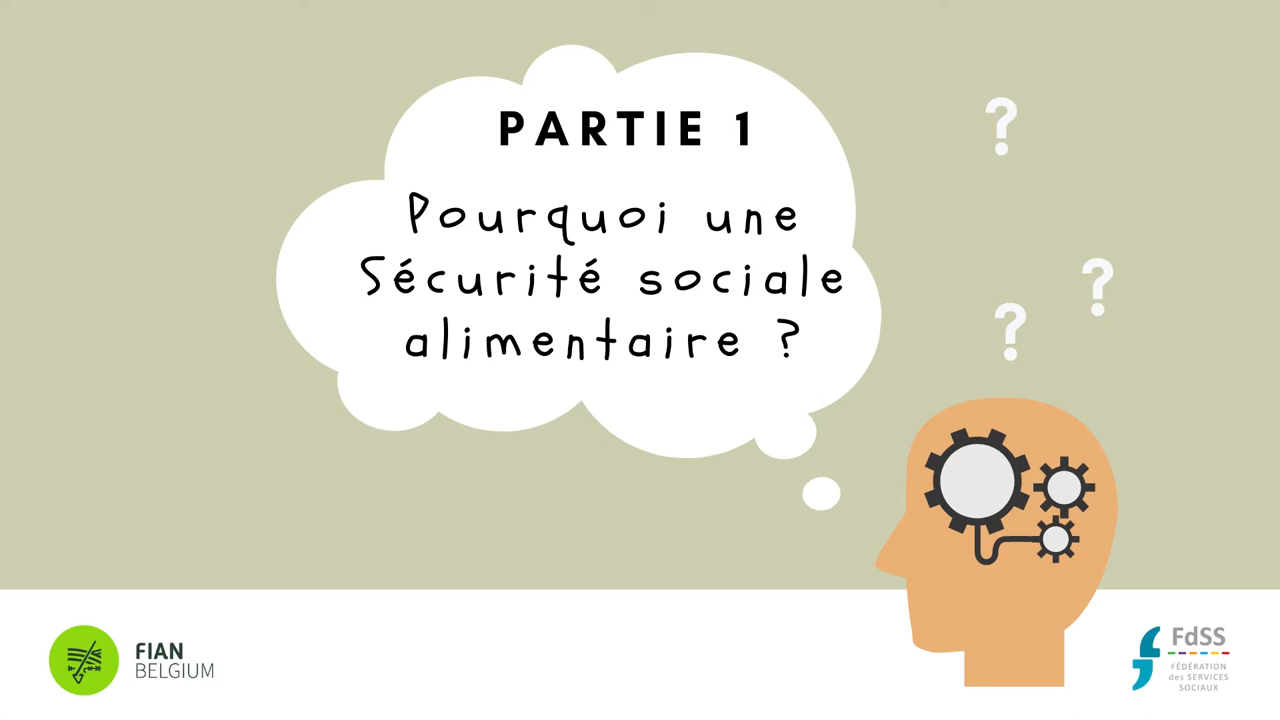 PARTIE 1
Pourquoi une
Sécurité sociale
alimentaire ?
?
?
?
FIAN
BELGIUM
FdSS
FÉDÉRATION
des SERVICES
SOCIAUX